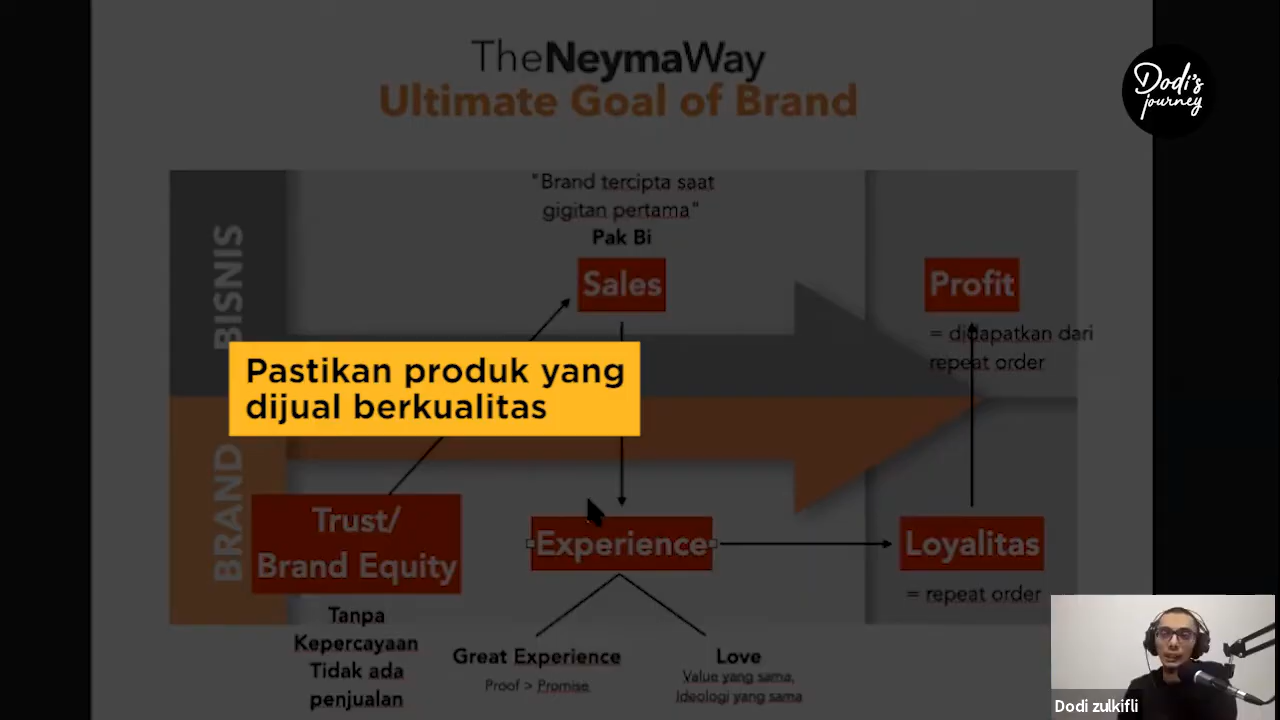 TheNeymaWay
Ultimate Goal of Brand
Dodi's
journey
BISNIS
"Brand tercipta saat
gigitan pertama"
Pak Bi
Sales
Profit
= didapatkan dari
repeat order
Pastikan produk yang
dijual berkualitas
BRAND
Trust/
Brand Equity
Experience
Loyalitas
= repeat order
Tanpa
Kepercayaan
Tidak ada
penjualan
Great Experience
Proof > Promise
Love
Value yang sama,
Ideologi yang sama
Dodi zulkifli